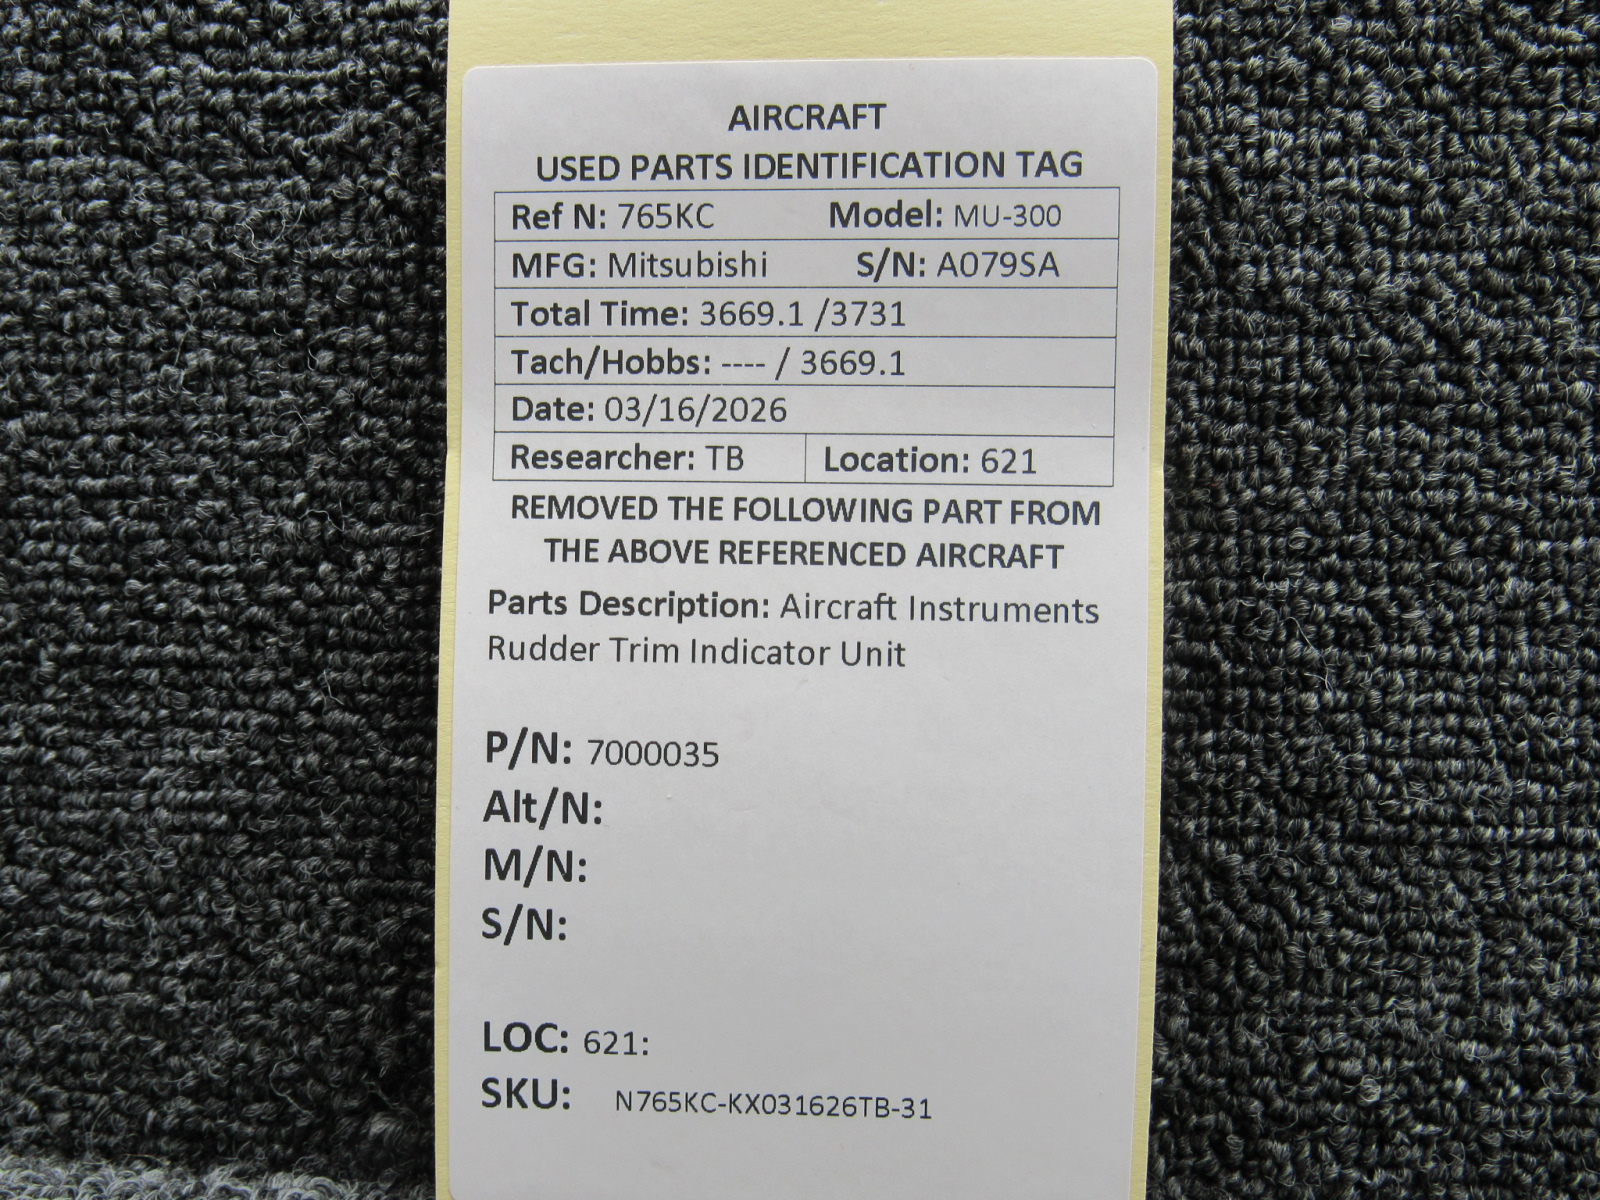 AIRCRAFT
USED PARTS IDENTIFICATION TAG
Ref N: 765KC Model: MU-300
MFG: Mitsubishi S/N: A079SA
Total Time: 3669.1 /3731
Tach/Hobbs: ---- / 3669.1
Date: 03/16/2026
Researcher: TB Location: 621
REMOVED THE FOLLOWING PART FROM
THE ABOVE REFERENCED AIRCRAFT
Parts Description: Aircraft Instruments
Rudder Trim Indicator Unit
P/N: 7000035
Alt/N:
M/N:
S/N:
LOC: 621:
SKU: N765KC-KX031626TB-31